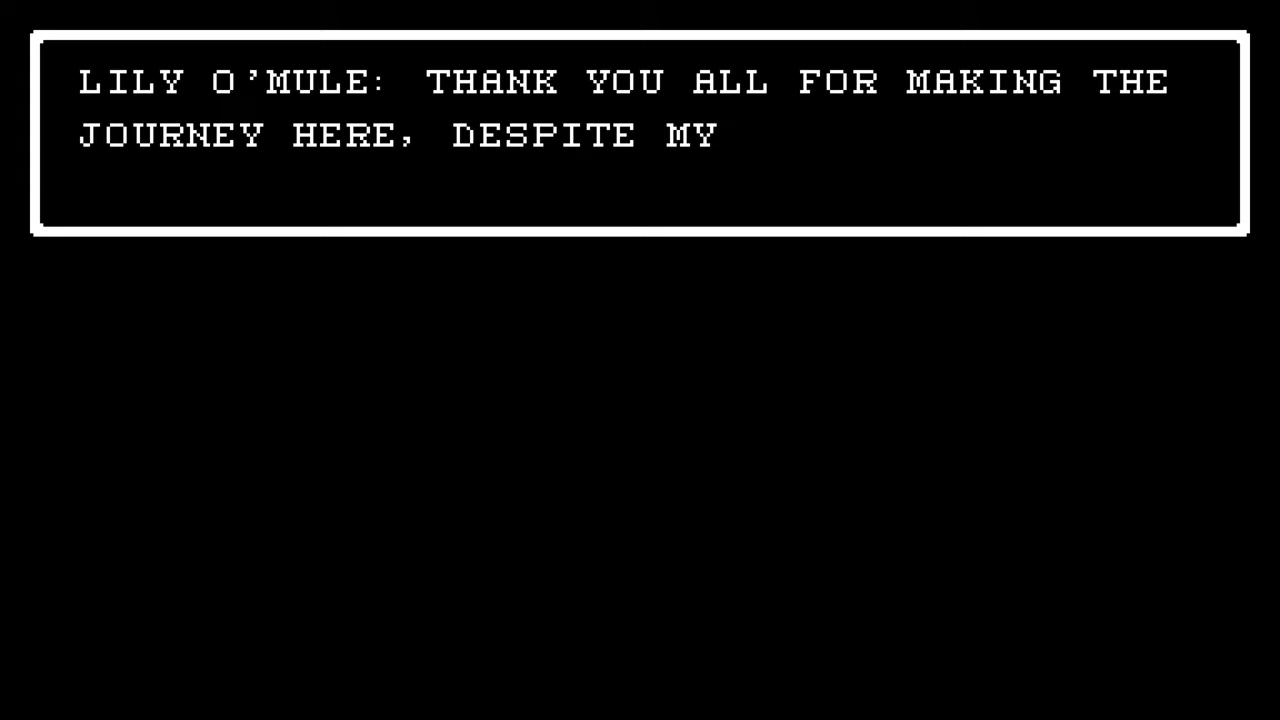 LILY O'MULE: THANK YOU ALL FOR MAKING THE
JOURNEY HERE, DESPITE MY